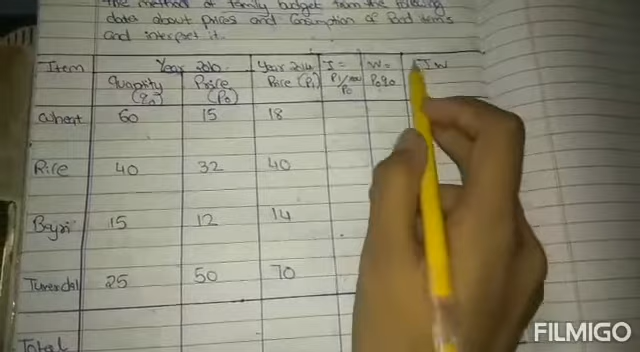 The method of family budget from the following
data about prices and consumption of food items
and interpret it.
Item Year 2010 Year 2014 I = W = IW
Quantity (q0) Price (P0) Price (P1) P1/P0 P0q0
Wheat 60 15 18
Rice 40 32 40
Bajri 15 12 14
Turerdal 25 50 70
Total
FILMIGO